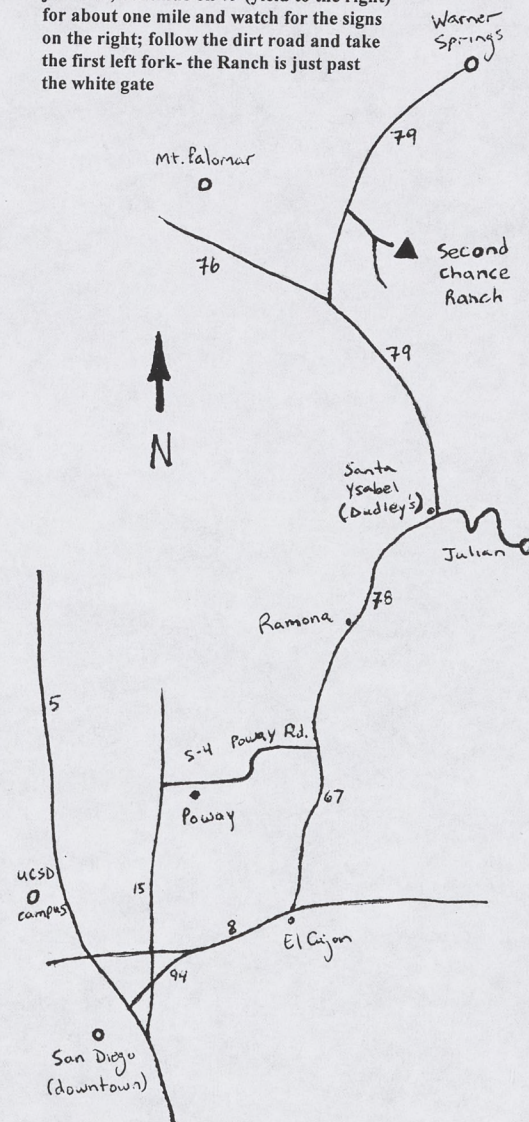 for about one mile and watch for the signs
on the right; follow the dirt road and take
the first left fork- the Ranch is just past
the white gate
Warner
Springs
79
Mt. Palomar
76
Second
Chance
Ranch
79
N
Santa
Ysabel
(Dudley's)
Julian
78
Ramona
5
S-4 Poway Rd.
67
Poway
UCSD
campus
15
8
El Cajon
94
San Diego
(downtown)